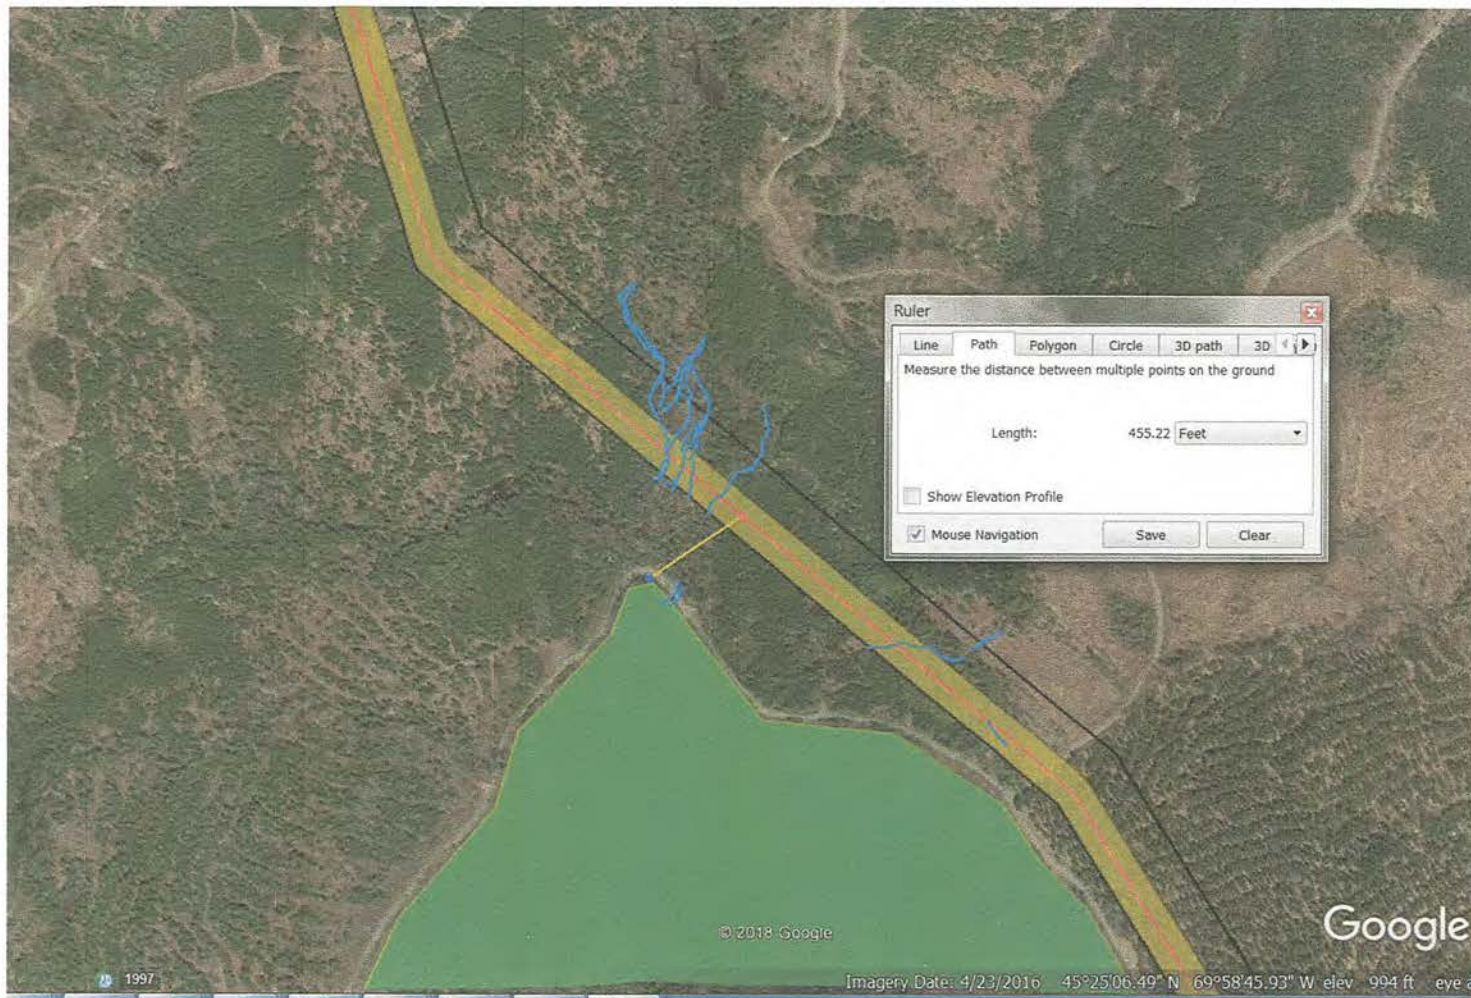 Ruler
Line Path Polygon Circle 3D path 3D
Measure the distance between multiple points on the ground
Length: 455.22 Feet
Show Elevation Profile
Mouse Navigation Save Clear
Google
© 2018 Google
1997
Imagery Date: 4/23/2016 45°25'06.49" N 69°58'45.93" W elev 994 ft eye a